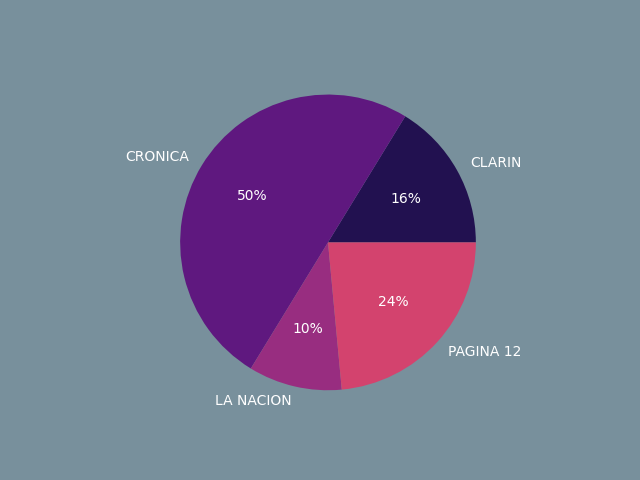 CRONICA
CLARIN
50%
16%
24%
10%
PAGINA 12
LA NACION